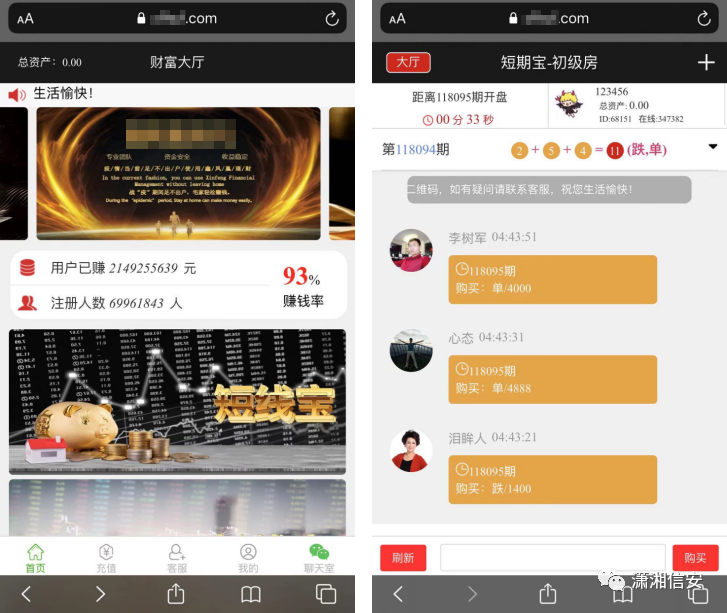 AA
.com
总资产：0.00
财富大厅
生活愉快！
专业团队
资金安全
收益稳定
疫/情/当/前/足/不/出/户/使/用/鑫/风/赢/理/财
In the current fashion, you can use Xinfeng Financial
Management without leaving home
战“疫”期间足不出户，宅家轻松赚钱。
During the "epidemic" period, Stay at home can make money easily.
用户已赚 2149255639 元
注册人数 69961843 人
93%
赚钱率
短线宝
首页
充值
客服
我的
聊天室
AA
.com
大厅
短期宝-初级房
+
距离118095期开盘
00 分 33 秒
123456
总资产: 0.00
ID:68151 在线:347382
第118094期
2 + 5 + 4 = 11 (跌,单)
二维码，如有疑问请联系客服，祝您生活愉快！
李树军 04:43:51
118095期
购买：单/4000
心态 04:43:31
118095期
购买：单/4888
泪眸人 04:43:21
118095期
购买：跌/1400
刷新
购买
潇湘信安